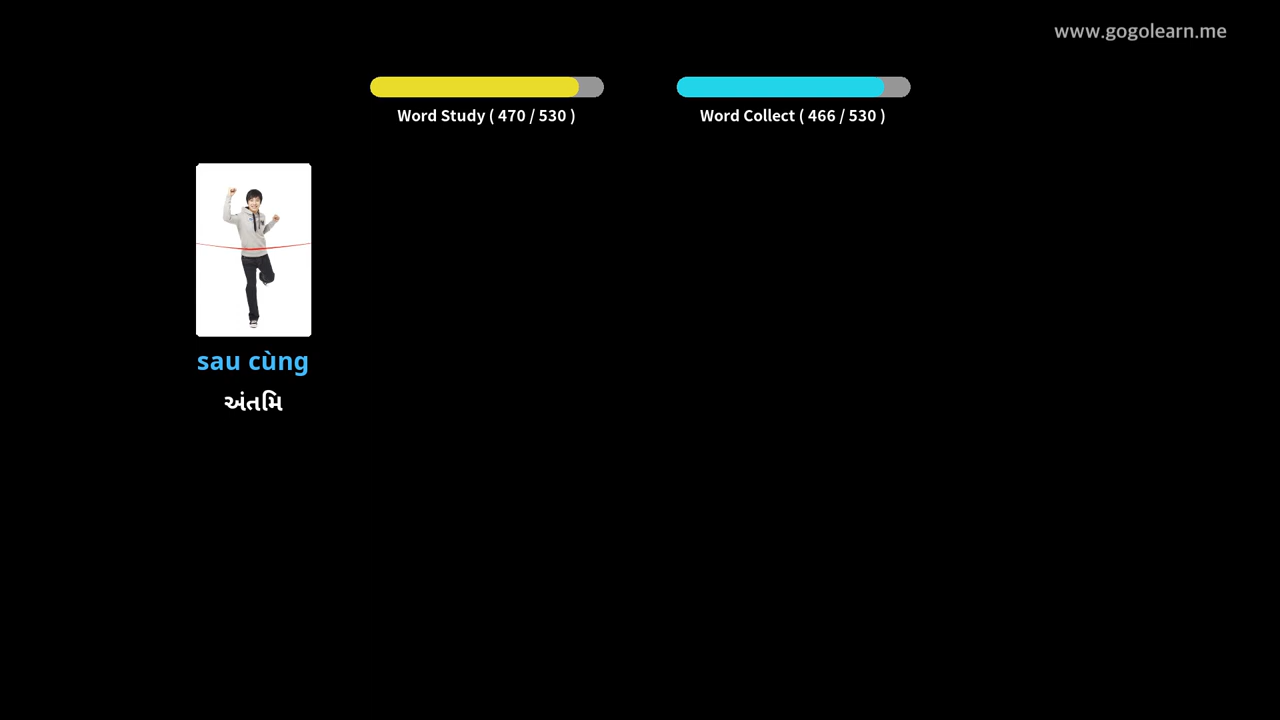 www.gogolearn.me
Word Study ( 470 / 530 )
Word Collect ( 466 / 530 )
sau cùng
અંતમિ